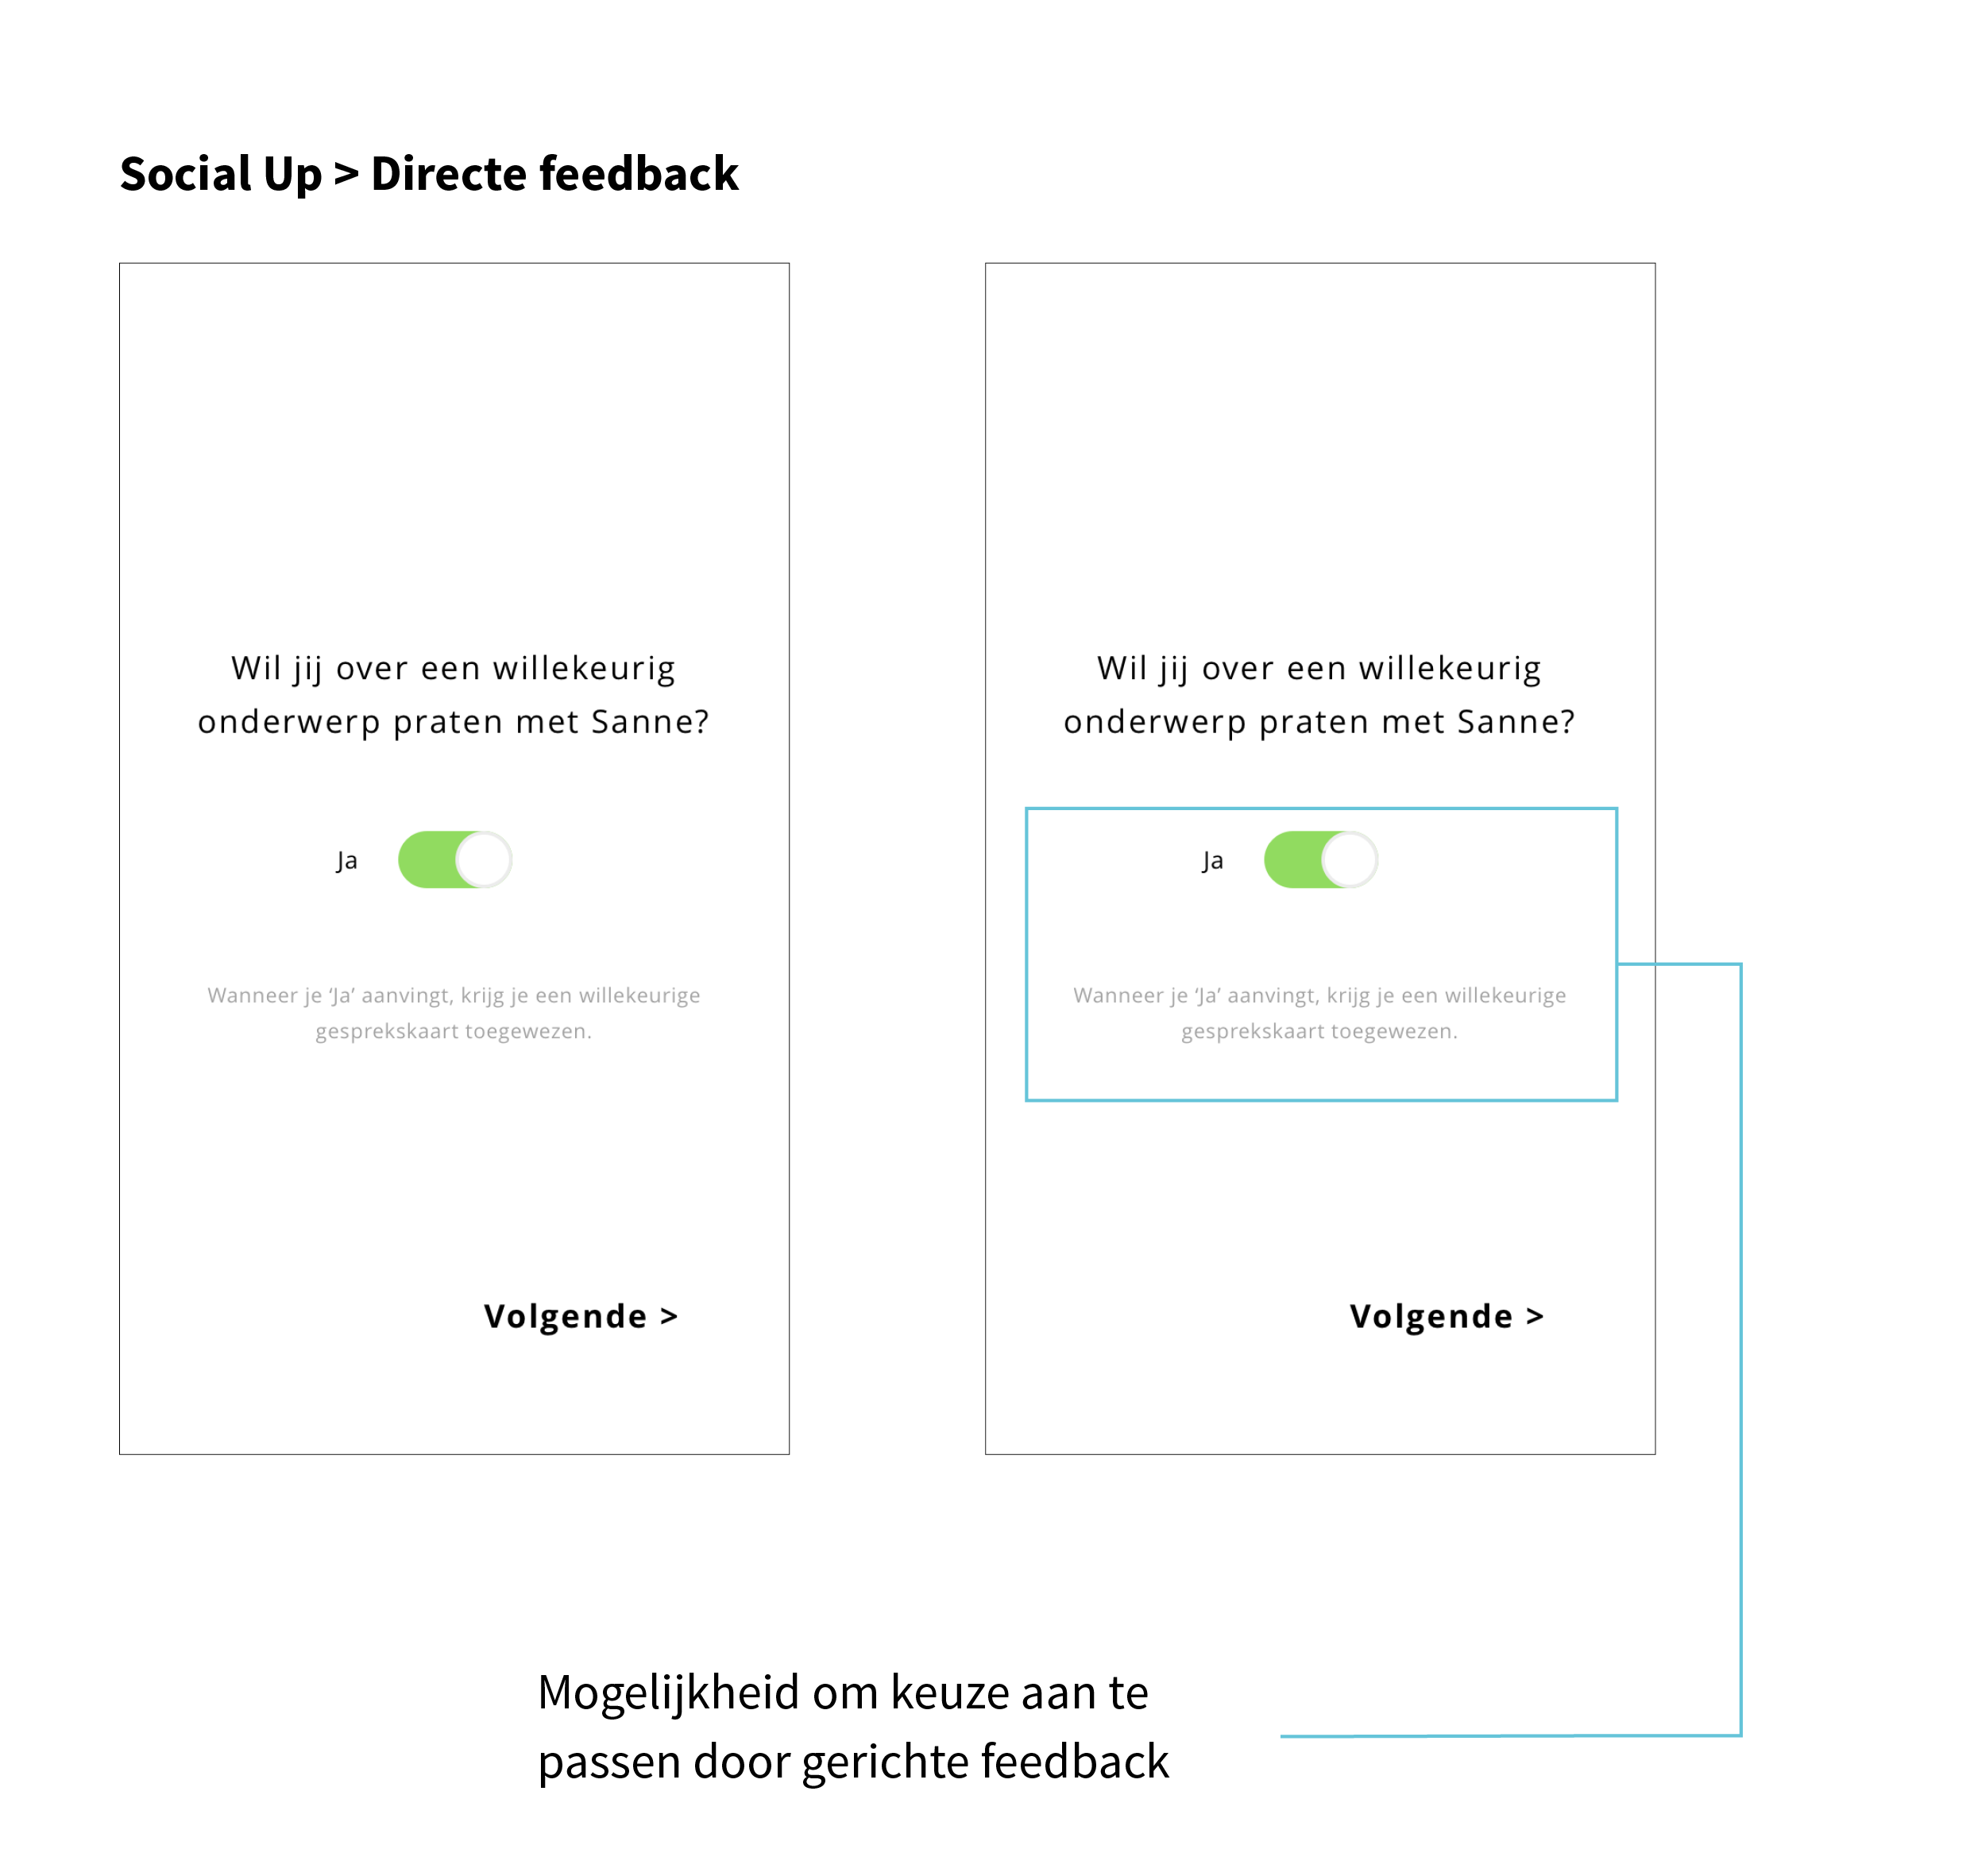 Social Up > Directe feedback
Wil jij over een willekeurig
onderwerp praten met Sanne?
Ja
Wanneer je ‘Ja’ aanvingt, krijg je een willekeurige
gesprekskaart toegewezen.
Volgende >
Wil jij over een willekeurig
onderwerp praten met Sanne?
Ja
Wanneer je ‘Ja’ aanvingt, krijg je een willekeurige
gesprekskaart toegewezen.
Volgende >
Mogelijkheid om keuze aan te
passen door gerichte feedback